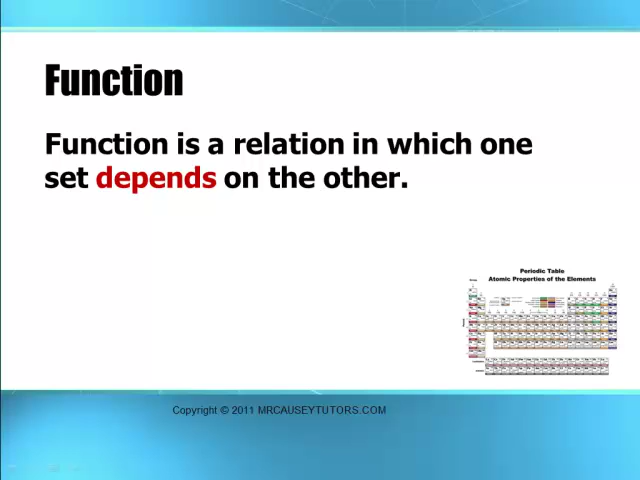 Function
Function is a relation in which one
set depends on the other.
Periodic Table
Atomic Properties of the Elements
Copyright © 2011 MRCAUSEYTUTORS.COM